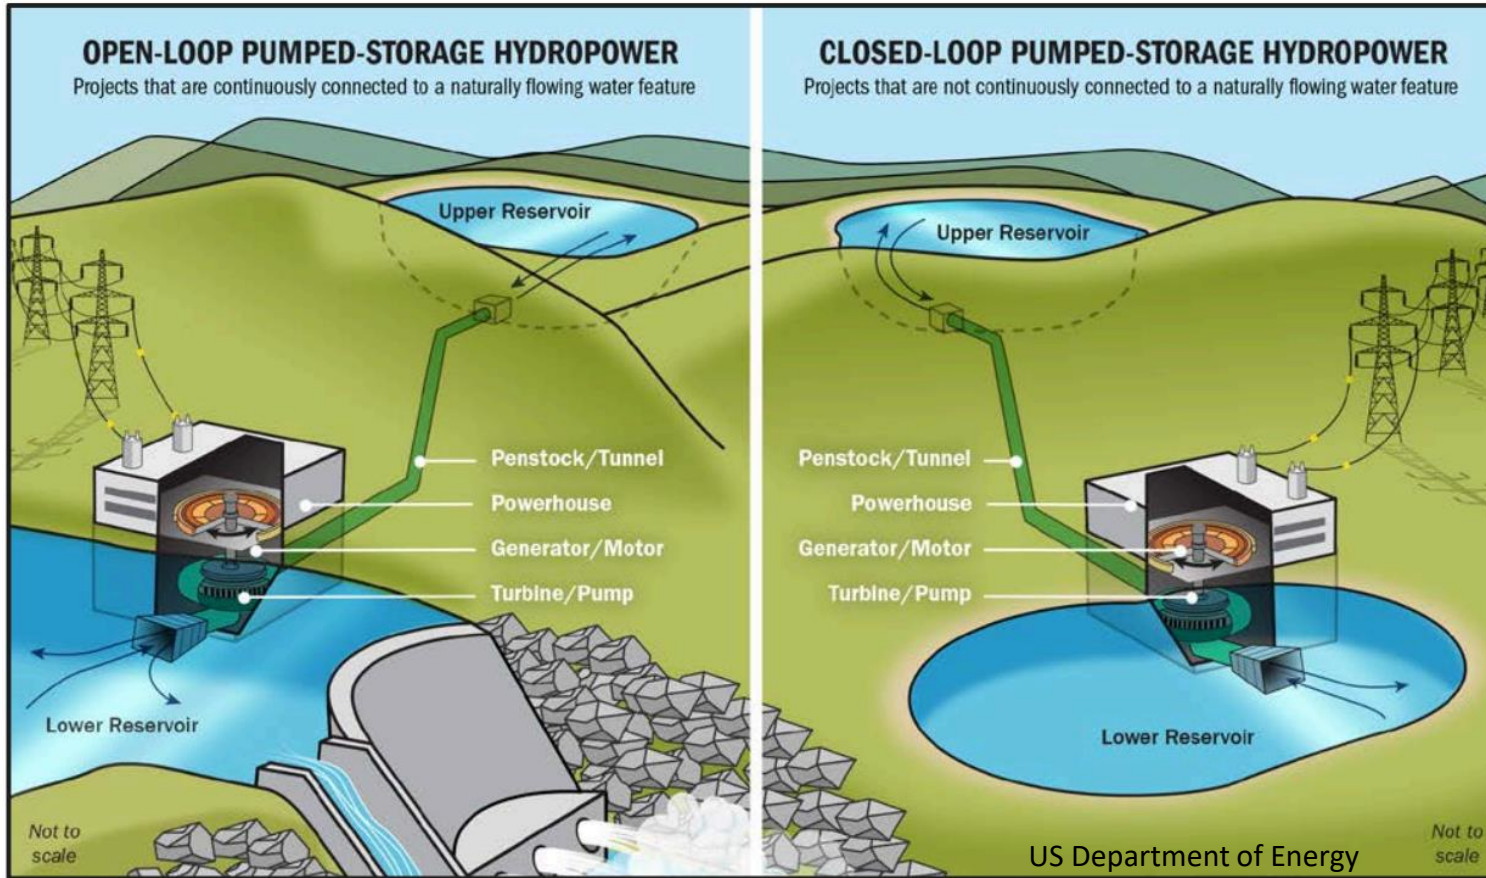 OPEN-LOOP PUMPED-STORAGE HYDROPOWER
Projects that are continuously connected to a naturally flowing water feature
Upper Reservoir
Penstock/Tunnel
Powerhouse
Generator/Motor
Turbine/Pump
Lower Reservoir
Not to
scale
CLOSED-LOOP PUMPED-STORAGE HYDROPOWER
Projects that are not continuously connected to a naturally flowing water feature
Upper Reservoir
Penstock/Tunnel
Powerhouse
Generator/Motor
Turbine/Pump
Lower Reservoir
Not to
scale
US Department of Energy